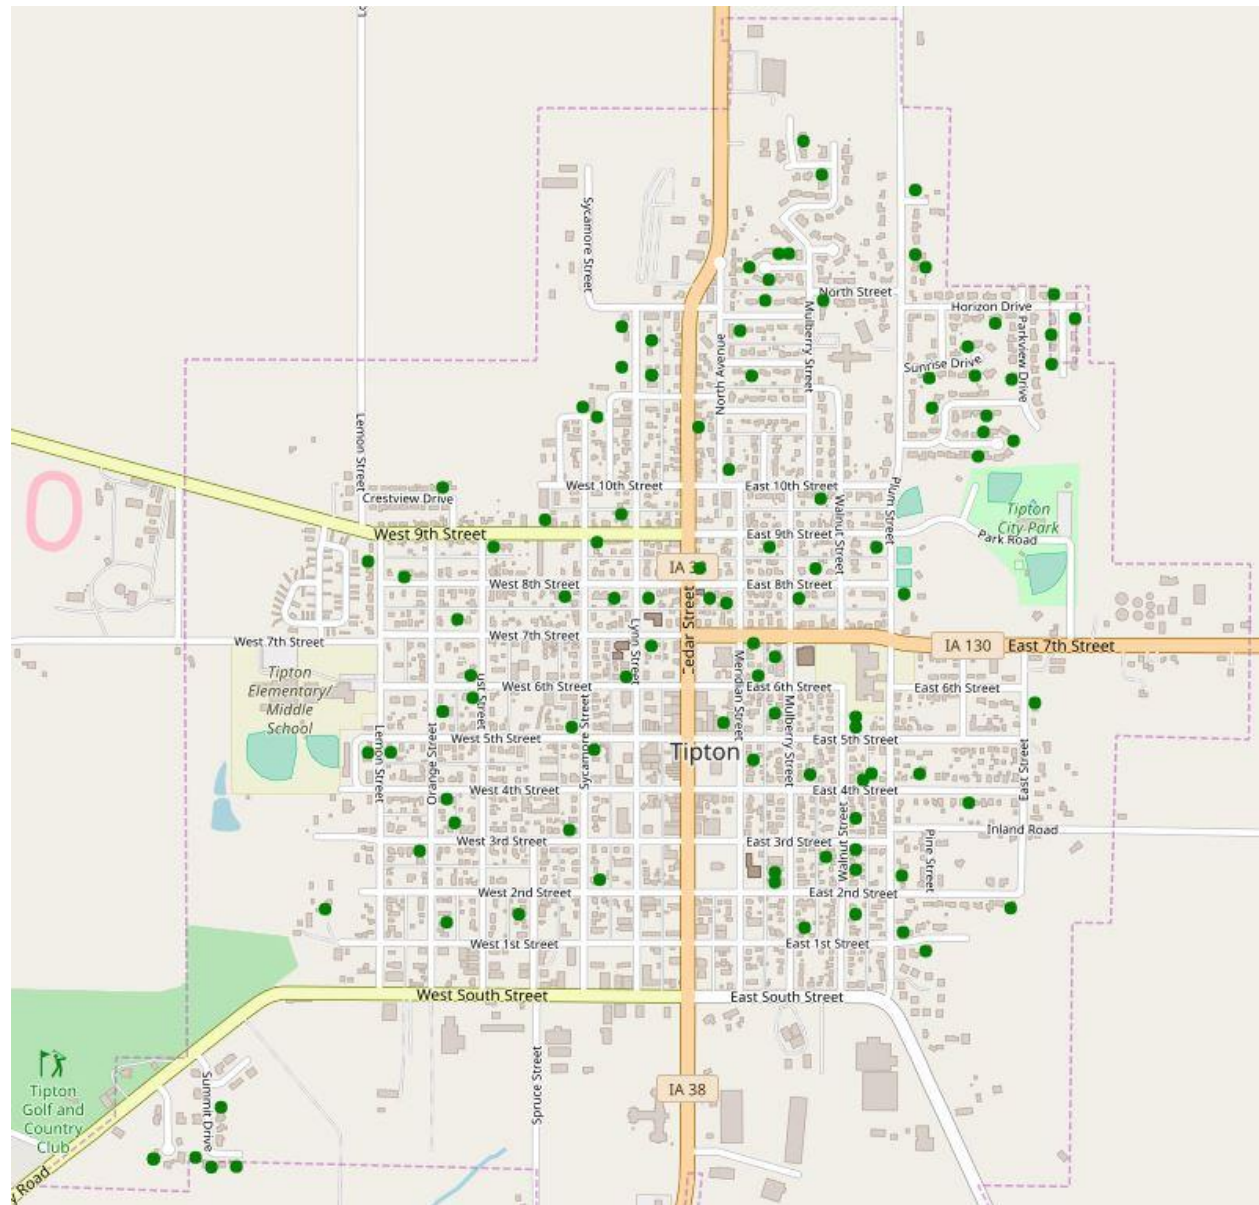 Sycamore Street
North Street
Mulberry Street
Horizon Drive
Parkview Drive
North Avenue
Sunrise Drive
Lemon Street
West 10th Street
East 10th Street
Crestview Drive
Plum Street
Walnut Street
Tipton
City Park
Park Road
West 9th Street
East 9th Street
IA 38
West 8th Street
East 8th Street
Cedar Street
West 7th Street
West 7th Street
Lynn Street
IA 130
East 7th Street
Tipton
Elementary/
Middle
School
West 6th Street
Meridian Street
East 6th Street
East 6th Street
ust Street
Sycamore Street
Mulberry Street
Lemon Street
Orange Street
West 5th Street
Tipton
East 5th Street
East Street
West 4th Street
East 4th Street
Walnut Street
Inland Road
West 3rd Street
East 3rd Street
Pine Street
West 2nd Street
East 2nd Street
West 1st Street
East 1st Street
West South Street
East South Street
Spruce Street
Summit Drive
IA 38
Tipton
Golf and
Country
Club
y Road